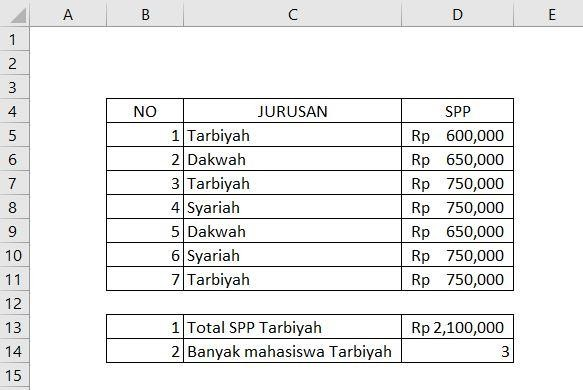 A B C D E
1
2
3
4 NO JURUSAN SPP
5 1 Tarbiyah Rp 600,000
6 2 Dakwah Rp 650,000
7 3 Tarbiyah Rp 750,000
8 4 Syariah Rp 750,000
9 5 Dakwah Rp 650,000
10 6 Syariah Rp 750,000
11 7 Tarbiyah Rp 750,000
12
13 1 Total SPP Tarbiyah Rp 2,100,000
14 2 Banyak mahasiswa Tarbiyah 3
15